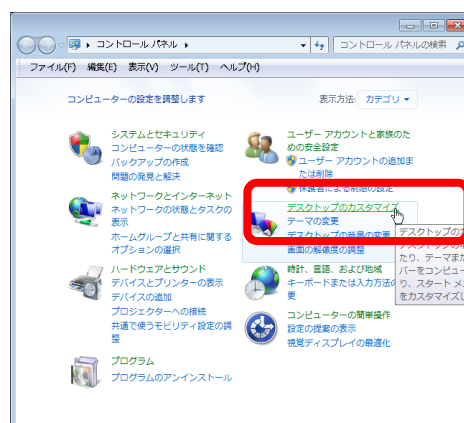 コントロール パネル
コントロール パネルの検索
ファイル(F) 編集(E) 表示(V) ツール(T) ヘルプ(H)
コンピューターの設定を調整します
表示方法: カテゴリ
システムとセキュリティ
コンピューターの状態を確認
バックアップの作成
問題の発見と解決
ネットワークとインターネット
ネットワークの状態とタスクの
表示
ホームグループと共有に関する
オプションの選択
ハードウェアとサウンド
デバイスとプリンターの表示
デバイスの追加
プロジェクターへの接続
共通で使うモビリティ設定の調
整
プログラム
プログラムのアンインストール
ユーザー アカウントと家族のた
めの安全設定
ユーザー アカウントの追加ま
たは削除
保護者による制限の設定
デスクトップのカスタマイズ
テーマの変更
デスクトップの背景の変更
画面の解像度の調整
時計、言語、および地域
キーボードまたは入力方法の
更
コンピューターの簡単操作
設定の提案の表示
視覚ディスプレイの最適化
デスクトップの
たり、テーマまた
バーをコンピュー
り、スタート メ
をカスタマイズし